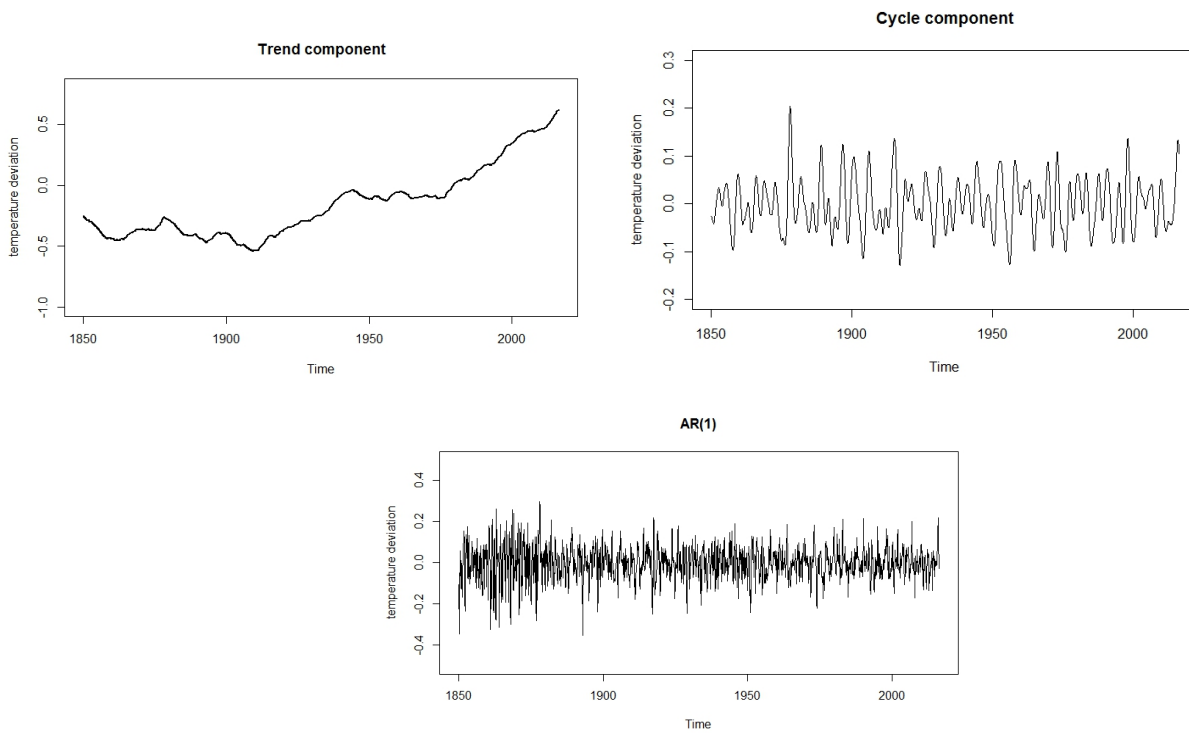 Trend component
temperature deviation
0.5
0.0
-0.5
-1.0
1850 1900 1950 2000
Time
Cycle component
temperature deviation
0.3
0.2
0.1
0.0
-0.1
-0.2
1850 1900 1950 2000
Time
AR(1)
temperature deviation
0.4
0.2
0.0
-0.2
-0.4
1850 1900 1950 2000
Time